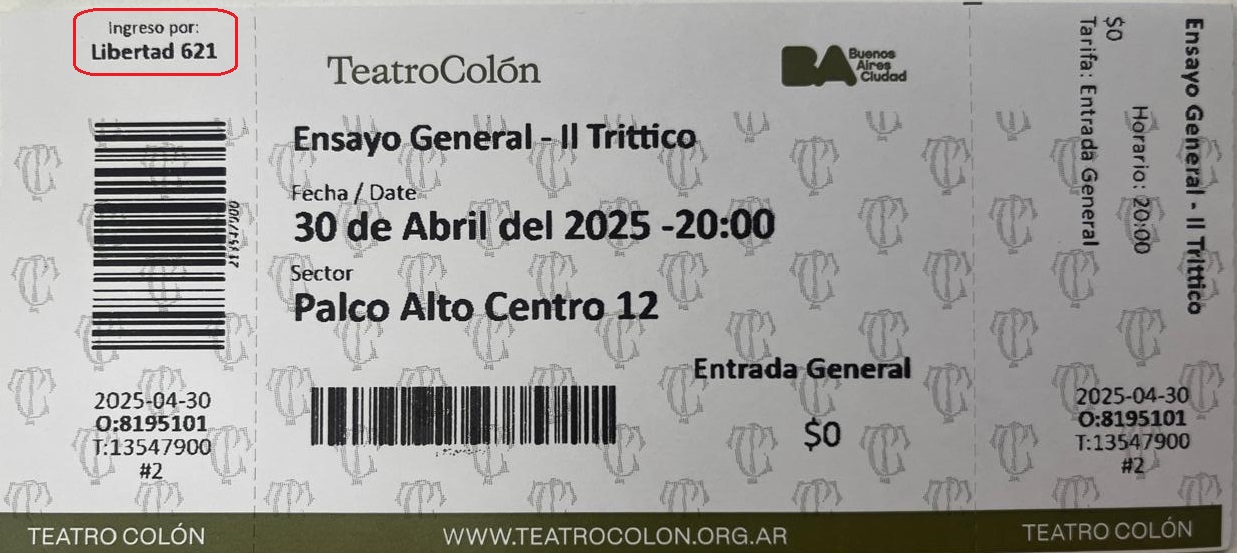 Ingreso por:
Libertad 621
TeatroColón
BA Buenos
Aires
Ciudad
Ensayo General - Il Trittico
Fecha / Date
30 de Abril del 2025 -20:00
Sector
Palco Alto Centro 12
Entrada General
$0
2025-04-30
O:8195101
T:13547900
#2
Ensayo General - Il Trittico
Horario: 20:00
$0
Tarifa: Entrada General
2025-04-30
O:8195101
T:13547900
#2
TEATRO COLÓN
WWW.TEATROCOLON.ORG.AR
TEATRO COLÓN